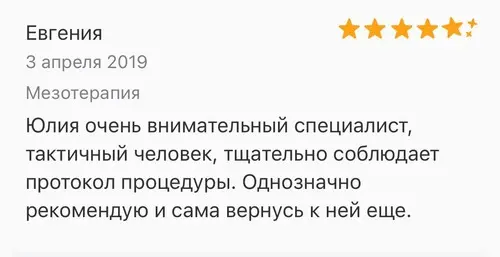 Евгения
3 апреля 2019
Мезотерапия
Юлия очень внимательный специалист,
тактичный человек, тщательно соблюдает
протокол процедуры. Однозначно
рекомендую и сама вернусь к ней еще.